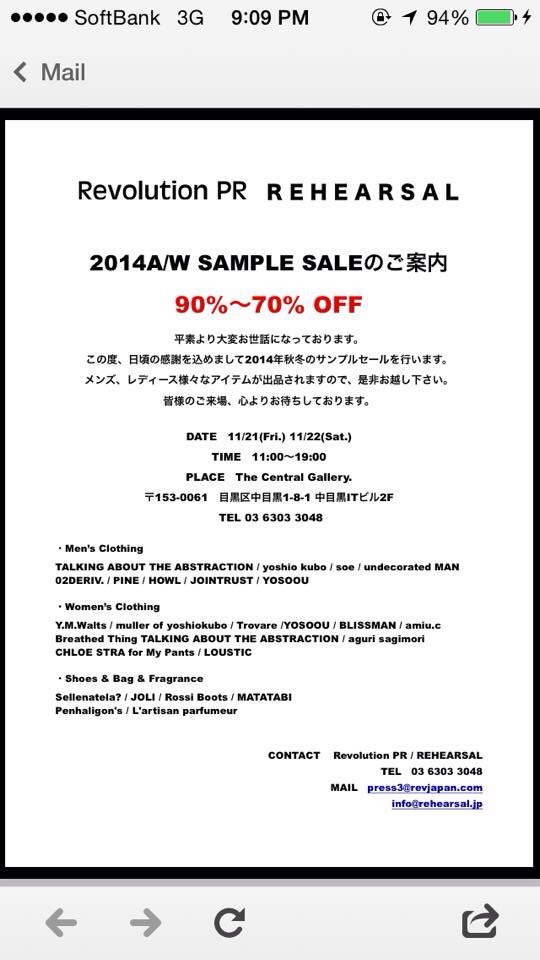 SoftBank 3G 9:09 PM 94%
Mail
Revolution PR REHEARSAL
2014A/W SAMPLE SALEのご案内
90%〜70% OFF
平素より大変お世話になっております。
この度、日頃の感謝を込めまして2014年秋冬のサンプルセールを行います。
メンズ、レディース様々なアイテムが出品されますので、是非お越し下さい。
皆様のご来場、心よりお待ちしております。
DATE 11/21(Fri.) 11/22(Sat.)
TIME 11:00〜19:00
PLACE The Central Gallery.
〒153-0061 目黒区中目黒1-8-1 中目黒ITビル2F
TEL 03 6303 3048
・Men's Clothing
TALKING ABOUT THE ABSTRACTION / yoshio kubo / soe / undecorated MAN
02DERIV. / PINE / HOWL / JOINTRUST / YOSOOU
・Women's Clothing
Y.M.Walts / muller of yoshiokubo / Trovare /YOSOOU / BLISSMAN / amiu.c
Breathed Thing TALKING ABOUT THE ABSTRACTION / aguri sagimori
CHLOE STRA for My Pants / LOUSTIC
・Shoes & Bag & Fragrance
Sellenatela? / JOLI / Rossi Boots / MATATABI
Penhaligon's / L'artisan parfumeur
CONTACT Revolution PR / REHEARSAL
TEL 03 6303 3048
MAIL press3@revjapan.com
info@rehearsal.jp